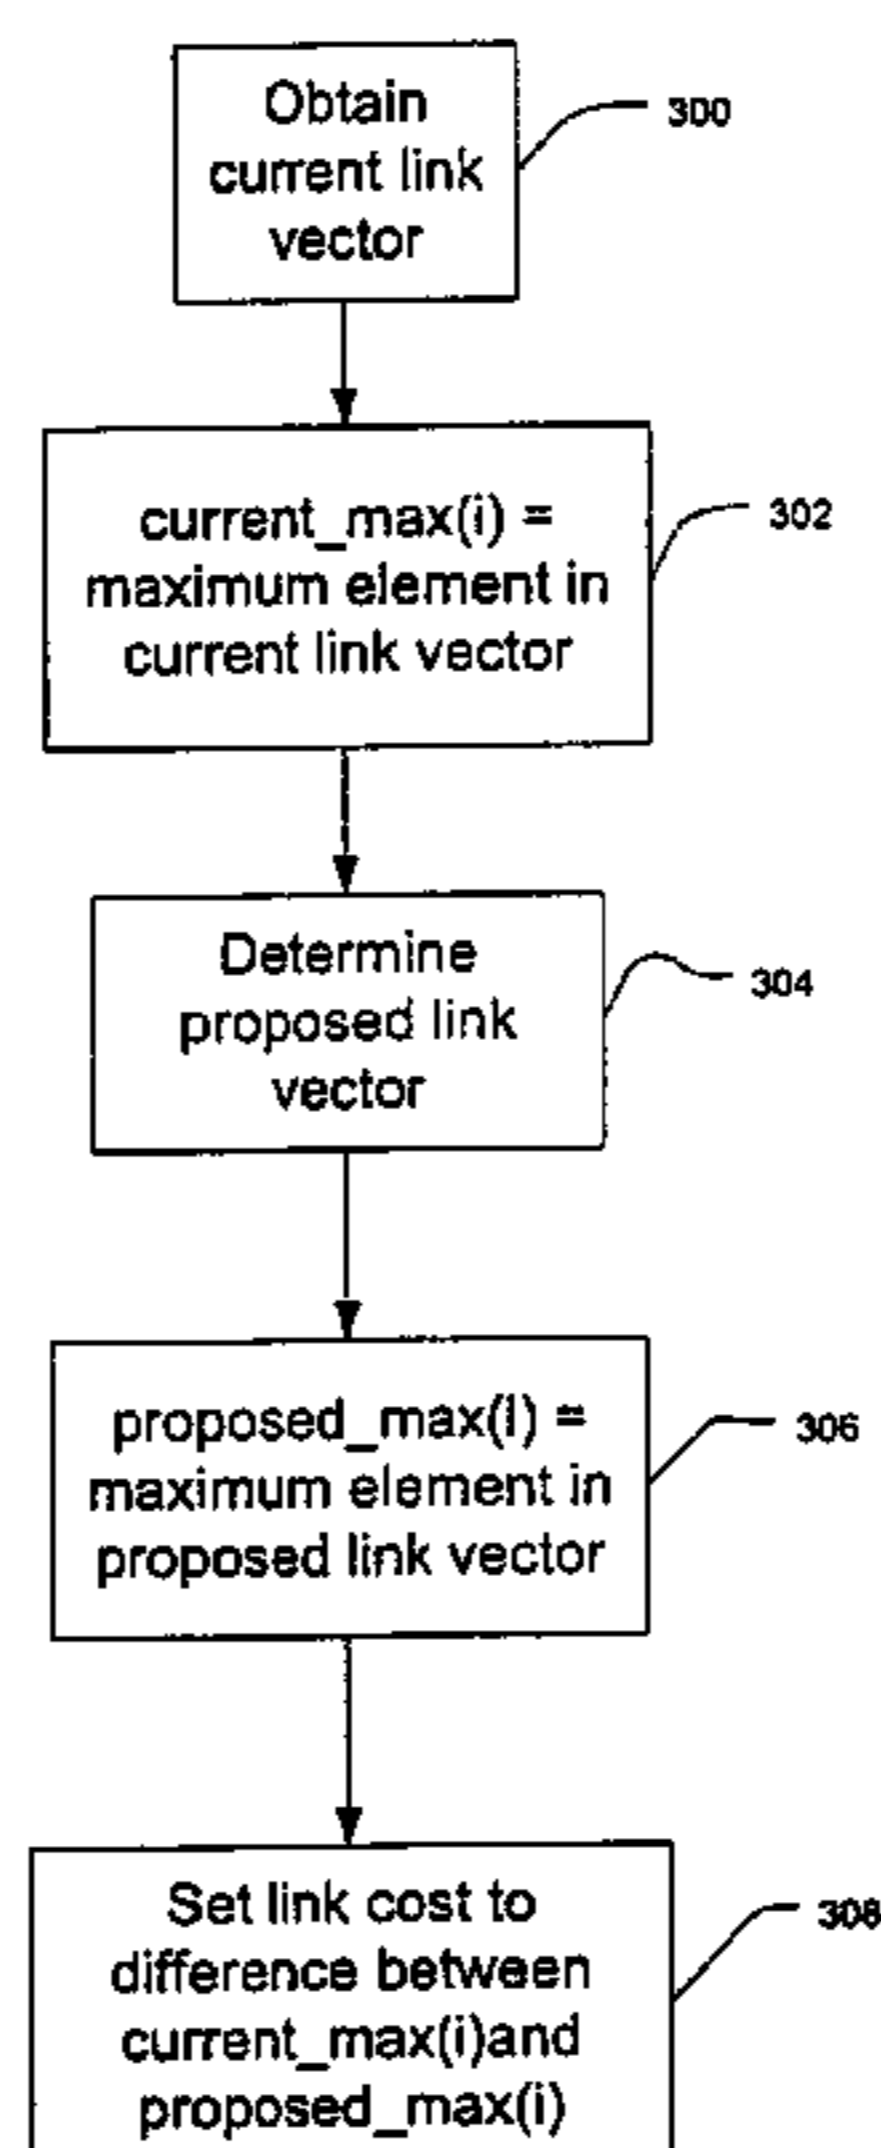 Obtain
current link
vector
300
current_max(i) =
maximum element in
current link vector
302
Determine
proposed link
vector
304
proposed_max(i) =
maximum element in
proposed link vector
306
Set link cost to
difference between
current_max(i)and
proposed_max(i)
308